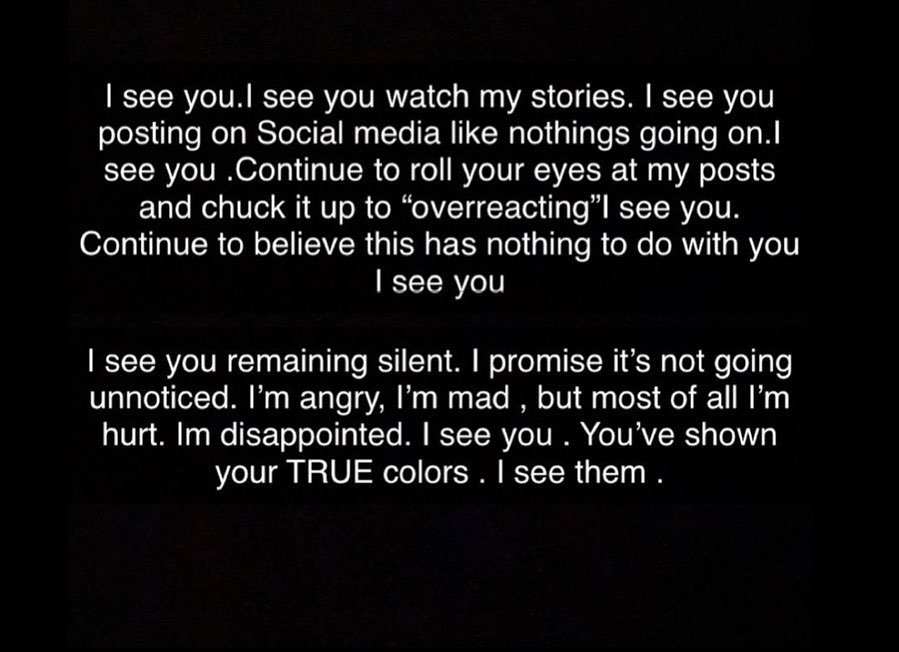 I see you.I see you watch my stories. I see you
posting on Social media like nothings going on.I
see you .Continue to roll your eyes at my posts
and chuck it up to “overreacting”I see you.
Continue to believe this has nothing to do with you
I see you
I see you remaining silent. I promise it’s not going
unnoticed. I’m angry, I’m mad , but most of all I’m
hurt. Im disappointed. I see you . You’ve shown
your TRUE colors . I see them .